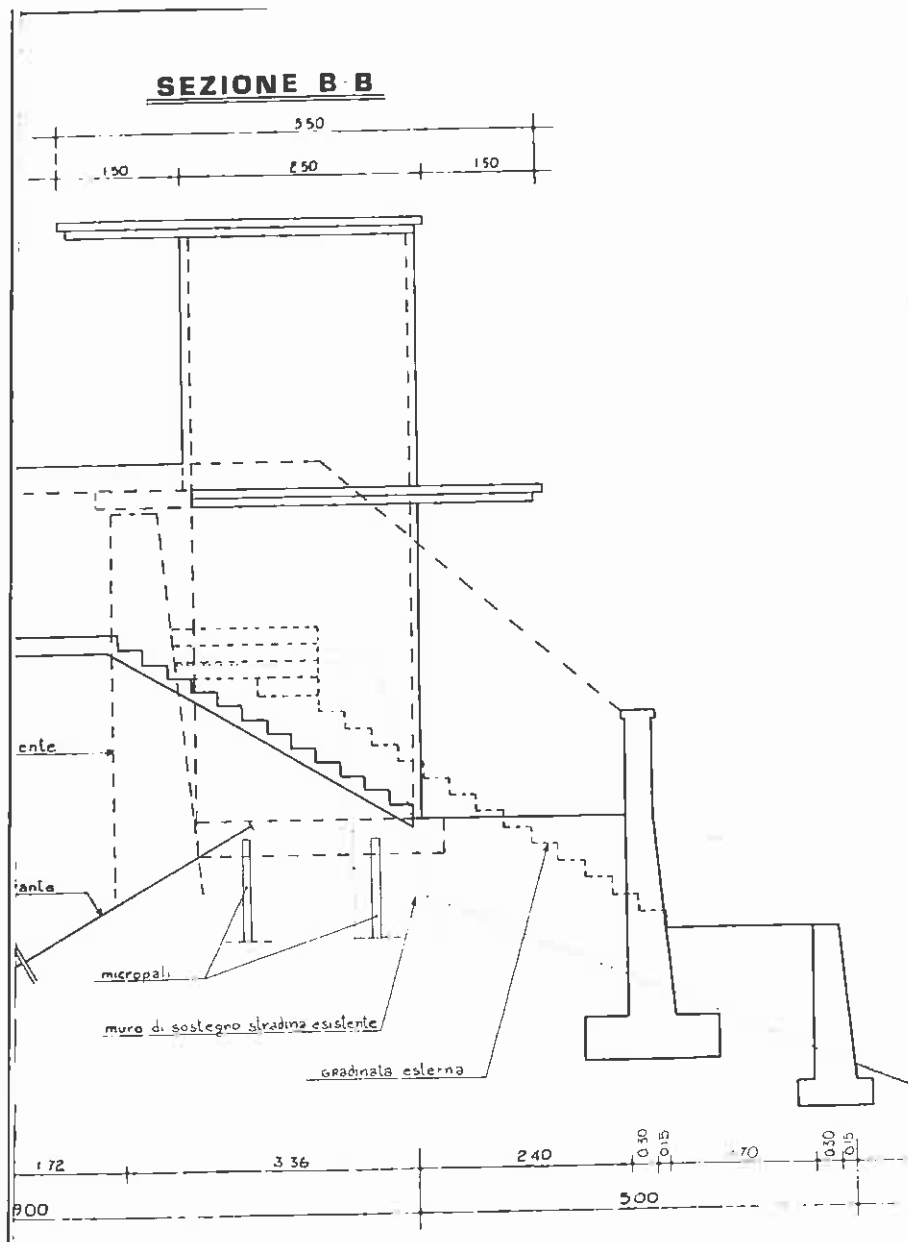 SEZIONE B-B
550
150 250 150
ente
ante
micropali
muro di sostegno stradina esistente
gradinata esterna
1.72 3.36 2.40 0.30 0.15 1.70 0.30 0.15
5.00